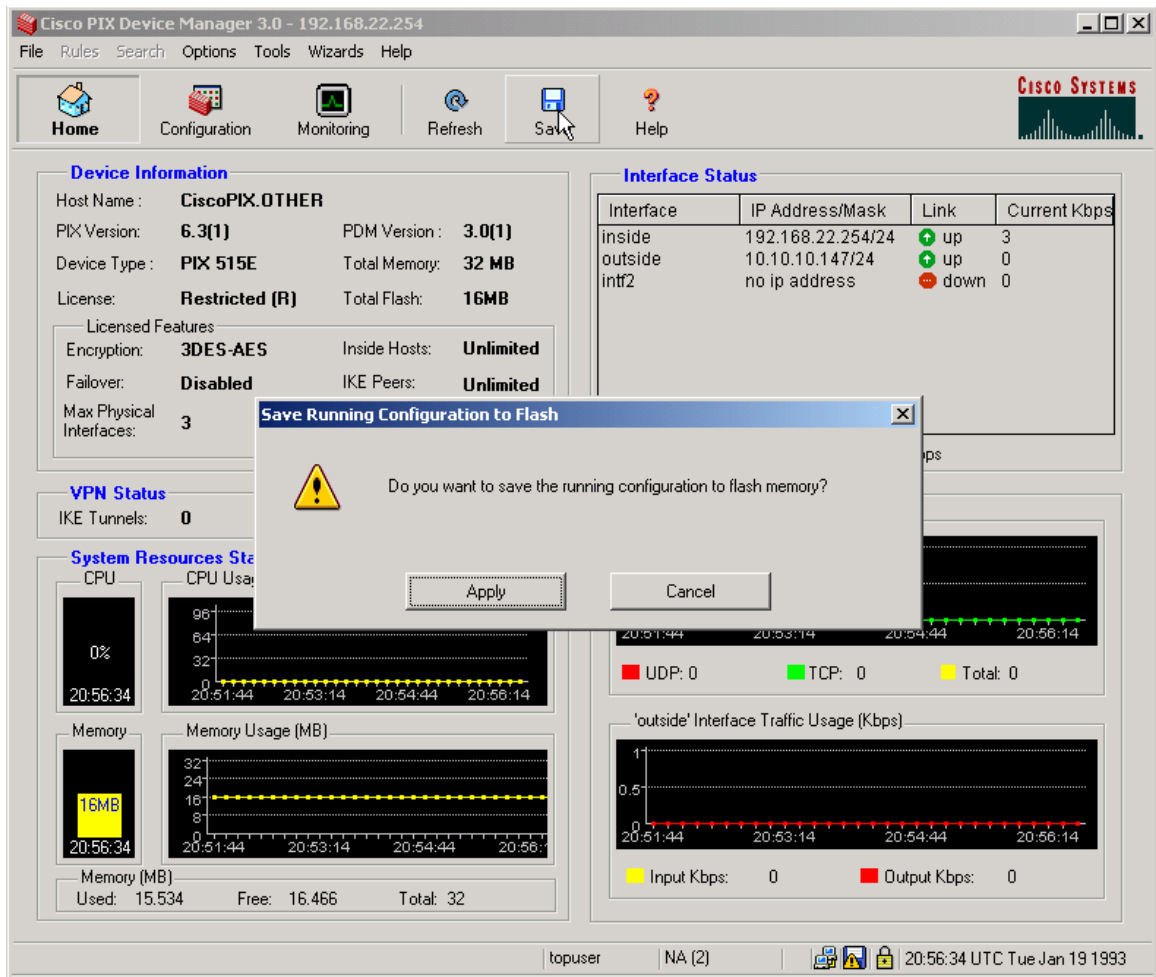 Cisco PIX Device Manager 3.0 - 192.168.22.254
File Rules Search Options Tools Wizards Help
Home Configuration Monitoring Refresh Save Help
CISCO SYSTEMS
Device Information
Host Name : CiscoPIX.OTHER
PIX Version: 6.3(1) PDM Version : 3.0(1)
Device Type : PIX 515E Total Memory: 32 MB
License: Restricted (R) Total Flash: 16MB
Licensed Features
Encryption: 3DES-AES Inside Hosts: Unlimited
Failover: Disabled IKE Peers: Unlimited
Max Physical
Interfaces: 3
Interface Status
Interface IP Address/Mask Link Current Kbps
inside 192.168.22.254/24 up 3
outside 10.10.10.147/24 up 0
intf2 no ip address down 0
Save Running Configuration to Flash
Do you want to save the running configuration to flash memory?
Apply Cancel
VPN Status
IKE Tunnels: 0
System Resources Sta
CPU
0%
20:56:34
CPU Usa
96
64
32
0
20:51:44 20:53:14 20:54:44 20:56:14
Memory
16MB
20:56:34
Memory Usage (MB)
32
24
16
8
0
20:51:44 20:53:14 20:54:44 20:56:1
Memory (MB)
Used: 15.534 Free: 16.466 Total: 32
20:51:44 20:53:14 20:54:44 20:56:14
UDP: 0 TCP: 0 Total: 0
'outside' Interface Traffic Usage (Kbps)
1
0.5
0
20:51:44 20:53:14 20:54:44 20:56:14
Input Kbps: 0 Output Kbps: 0
topuser NA (2) 20:56:34 UTC Tue Jan 19 1993